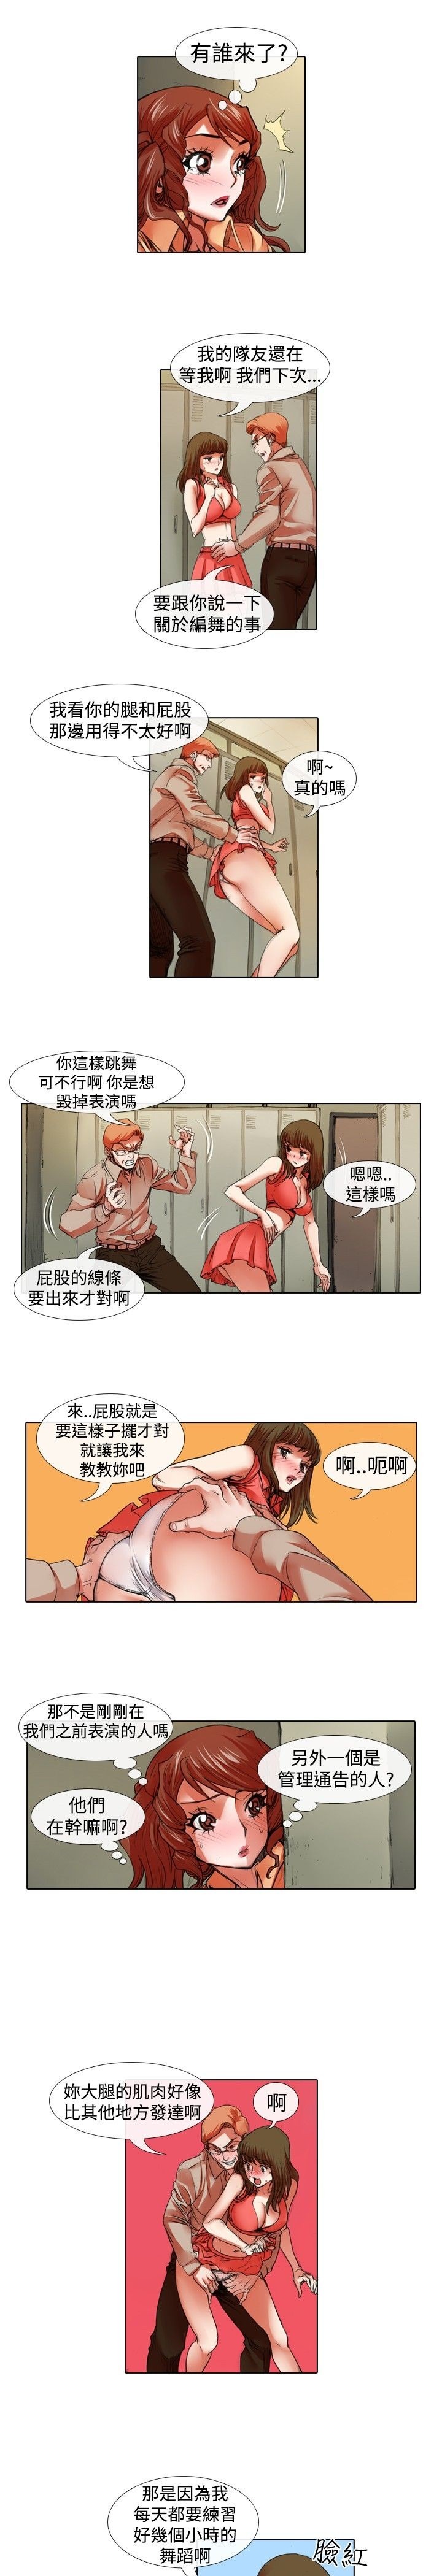 有誰來了?
我的隊友還在
等我啊 我們下次...
要跟你說一下
關於編舞的事
我看你的腿和屁股
那邊用得不太好啊
啊~
真的嗎
你這樣跳舞
可不行啊 你是想
毀掉表演嗎
嗯嗯..
這樣嗎
屁股的線條
要出來才對啊
來..屁股就是
要這樣子擺才對
就讓我來
教教妳吧
啊..呃啊
那不是剛剛在
我們之前表演的人嗎
另外一個是
管理通告的人?
他們
在幹嘛啊?
妳大腿的肌肉好像
比其他地方發達啊
啊
那是因為我
每天都要練習
好幾個小時的
舞蹈啊
臉紅